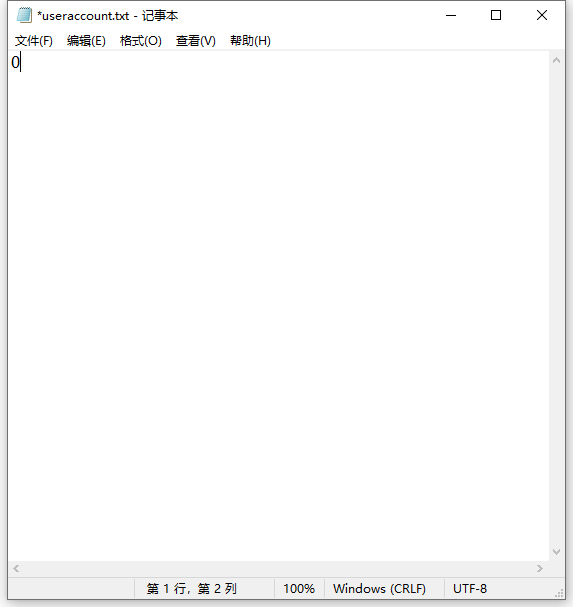 *useraccount.txt - 记事本
文件(F) 编辑(E) 格式(O) 查看(V) 帮助(H)
0
第 1 行，第 2 列 100% Windows (CRLF) UTF-8